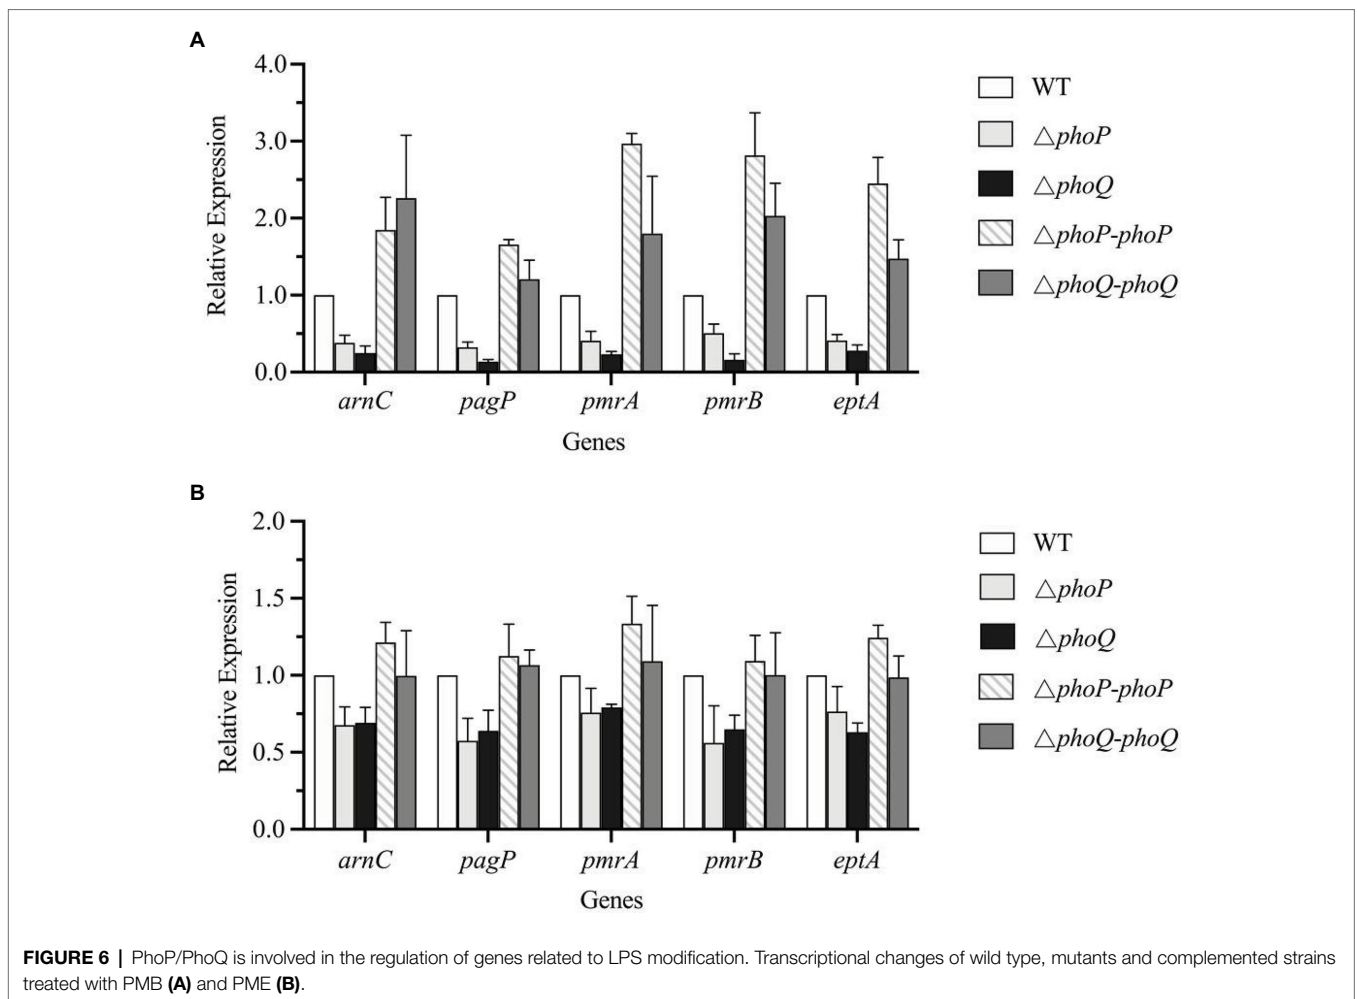 A
4.0
3.0
2.0
1.0
0.0
Relative Expression
arnC pagP pmrA pmrB eptA
Genes
WT
△phoP
△phoQ
△phoP-phoP
△phoQ-phoQ
B
2.0
1.5
1.0
0.5
0.0
Relative Expression
arnC pagP pmrA pmrB eptA
Genes
WT
△phoP
△phoQ
△phoP-phoP
△phoQ-phoQ
FIGURE 6 | PhoP/PhoQ is involved in the regulation of genes related to LPS modification. Transcriptional changes of wild type, mutants and complemented strains
treated with PMB (A) and PME (B).